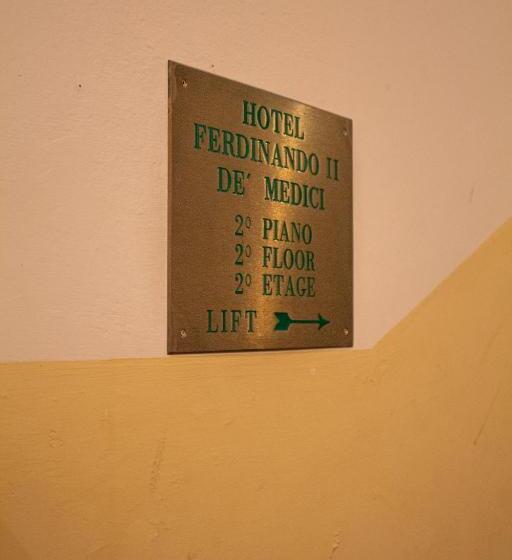 HOTEL
FERDINANDO II
DE' MEDICI
2° PIANO
2° FLOOR
2° ETAGE
LIFT